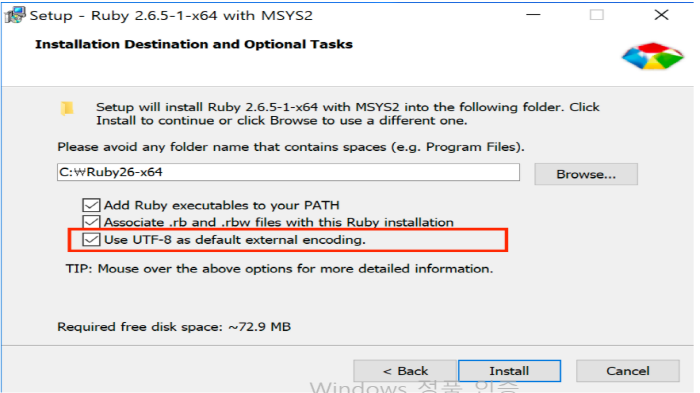 Setup - Ruby 2.6.5-1-x64 with MSYS2
Installation Destination and Optional Tasks
Setup will install Ruby 2.6.5-1-x64 with MSYS2 into the following folder. Click
Install to continue or click Browse to use a different one.
Please avoid any folder name that contains spaces (e.g. Program Files).
C:₩Ruby26-x64
Browse...
Add Ruby executables to your PATH
Associate .rb and .rbw files with this Ruby installation
Use UTF-8 as default external encoding.
TIP: Mouse over the above options for more detailed information.
Required free disk space: ~72.9 MB
< Back
Install
Cancel
Windows 정품 인증